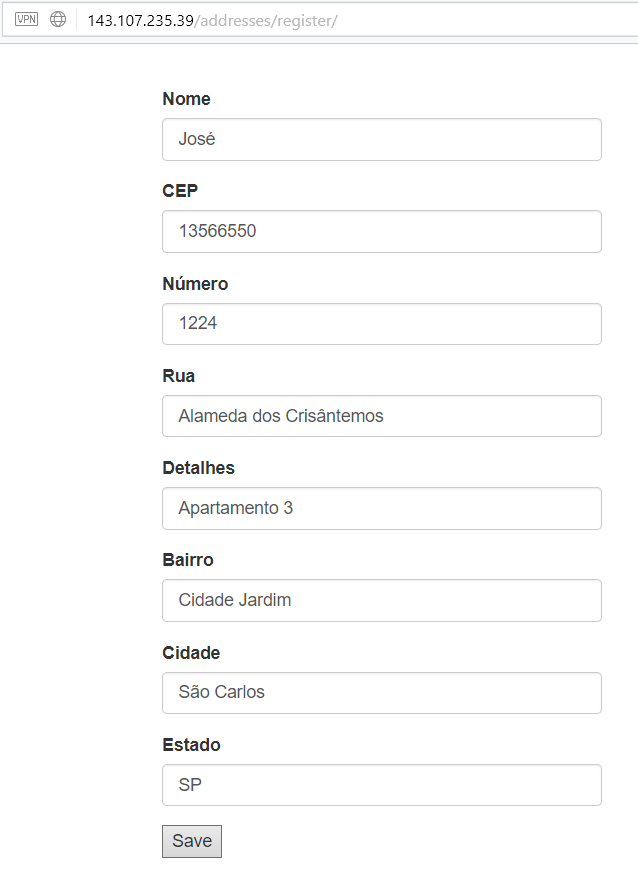 VPN 143.107.235.39/addresses/register/
Nome
José
CEP
13566550
Número
1224
Rua
Alameda dos Crisântemos
Detalhes
Apartamento 3
Bairro
Cidade Jardim
Cidade
São Carlos
Estado
SP
Save